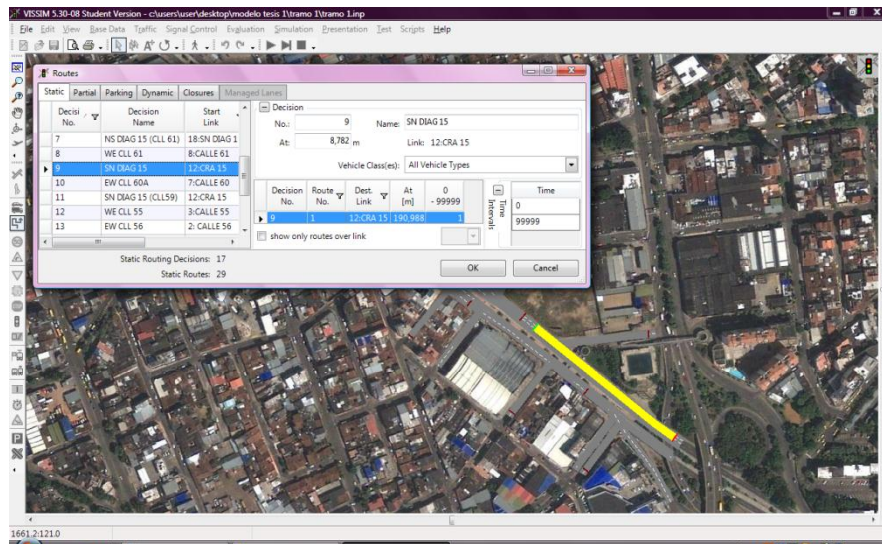 VISSIM 5.30-08 Student Version - c:\users\user\desktop\modelo tesis 1\tramo 1\tramo 1.inp
File Edit View Base Data Traffic Signal Control Evaluation Simulation Presentation Test Scripts Help
Routes
Static Partial Parking Dynamic Closures Managed Lanes
Decisi No. Decision Name Start Link
7 NS DIAG 15 (CLL 61) 18:SN DIAG 1
8 WE CLL 61 8:CALLE 61
9 SN DIAG 15 12:CRA 15
10 EW CLL 60A 7:CALLE 60
11 SN DIAG 15 (CLL59) 12:CRA 15
12 WE CLL 55 3:CALLE 55
13 EW CLL 56 2: CALLE 56
Static Routing Decisions: 17
Static Routes: 29
Decision
No.: 9 Name: SN DIAG 15
At: 8,782 m Link: 12:CRA 15
Vehicle Class(es): All Vehicle Types
Decision No. Route No. Dest. Link At [m] 0 - 99999
9 1 12:CRA 15 190,988 1
show only routes over link
Time Intervals
Time
0
99999
OK Cancel
1661.2:121.0